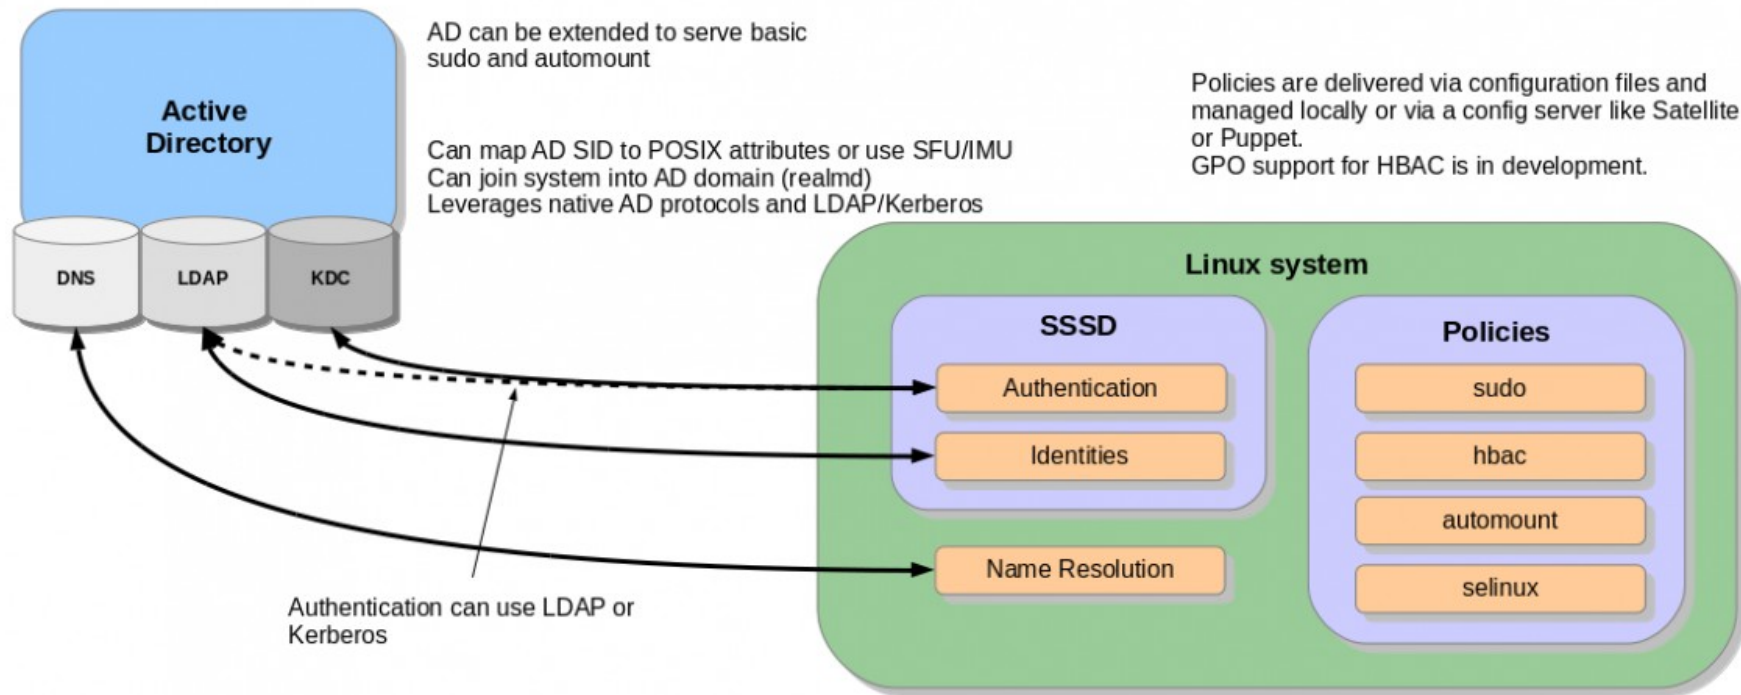 AD can be extended to serve basic
sudo and automount
Active
Directory
Policies are delivered via configuration files and
managed locally or via a config server like Satellite
or Puppet.
GPO support for HBAC is in development.
Can map AD SID to POSIX attributes or use SFU/IMU
Can join system into AD domain (realmd)
Leverages native AD protocols and LDAP/Kerberos
DNS
LDAP
KDC
Linux system
SSSD
Authentication
Identities
Name Resolution
Policies
sudo
hbac
automount
selinux
Authentication can use LDAP or
Kerberos